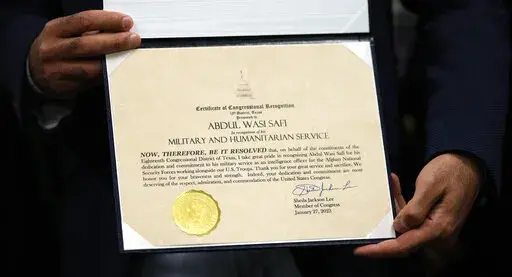 Certificate of Congressional Recognition
18th District, Texas
Presented to
ABDUL WASI SAFI
In recognition of his
MILITARY AND HUMANITARIAN SERVICE
NOW, THEREFORE, BE IT RESOLVED that, on behalf of the constituents of the
Eighteenth Congressional District of Texas, I take great pride in recognizing Abdul Wasi Safi for his
dedication and commitment to his military service as an intelligence officer for the Afghan National
Security Forces working alongside our U.S. Troops. Thank you for your great service and sacrifice. We
honor you for your braveness and strength. Indeed, your dedication and commitment are most
deserving of the respect, admiration, and commendation of the United States Congress.
Sheila Jackson Lee
Member of Congress
January 27, 2023